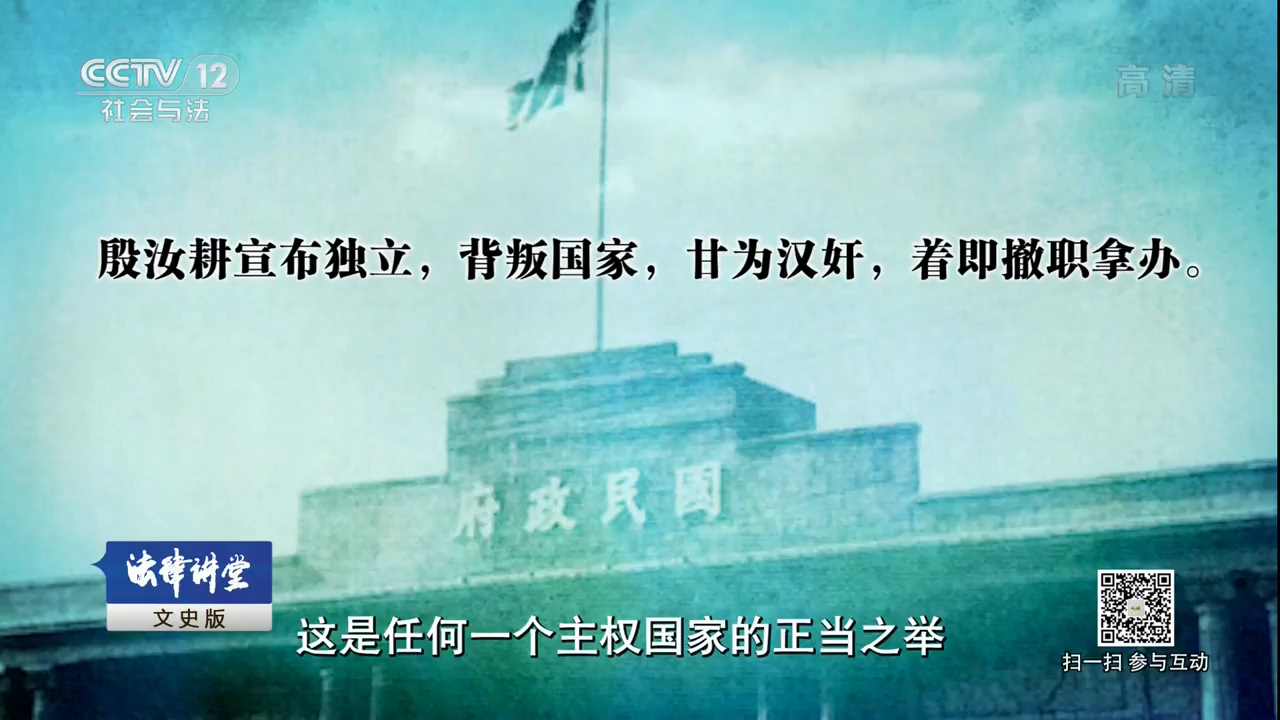 CCTV 12
社会与法
高清
殷汝耕宣布独立，背叛国家，甘为汉奸，着即撤职拿办。
府政民國
法律讲堂
文史版
这是任何一个主权国家的正当之举
扫一扫 参与互动